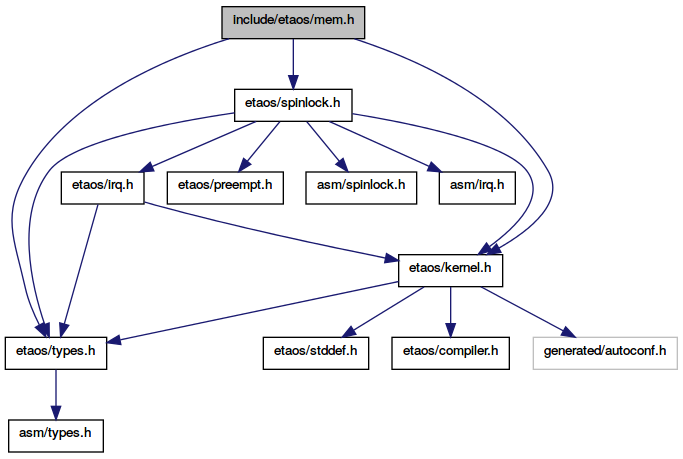 include/etaos/mem.h
etaos/spinlock.h
etaos/irq.h
etaos/preempt.h
asm/spinlock.h
asm/irq.h
etaos/kernel.h
etaos/types.h
etaos/stddef.h
etaos/compiler.h
generated/autoconf.h
asm/types.h